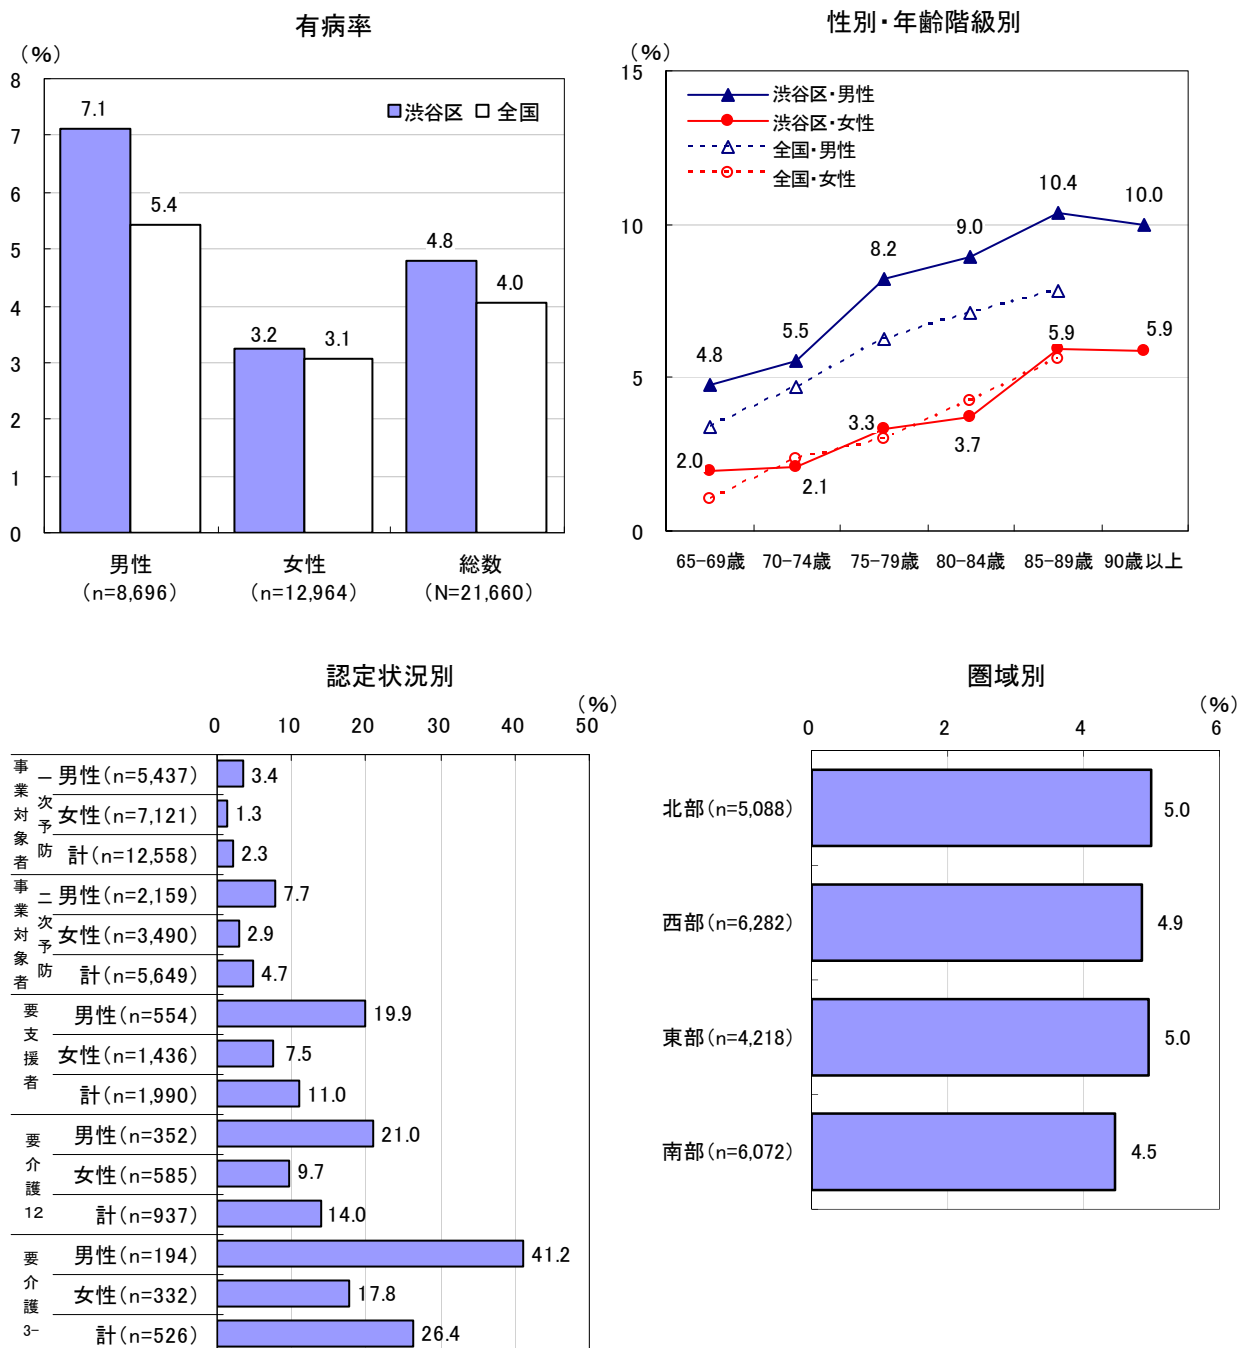 有病率
(%)
8
7
6
5
4
3
2
1
0
渋谷区 全国
7.1
5.4
3.2
3.1
4.8
4.0
男性
(n=8,696)
女性
(n=12,964)
総数
(N=21,660)
性別・年齢階級別
(%)
15
10
5
0
渋谷区・男性
渋谷区・女性
全国・男性
全国・女性
4.8
5.5
8.2
9.0
10.4
10.0
2.0
2.1
3.3
3.7
5.9
5.9
65-69歳 70-74歳 75-79歳 80-84歳 85-89歳 90歳以上
認定状況別
(%)
0 10 20 30 40 50
一次予防
事業対象者
男性(n=5,437) 3.4
女性(n=7,121) 1.3
計(n=12,558) 2.3
二次予防
事業対象者
男性(n=2,159) 7.7
女性(n=3,490) 2.9
計(n=5,649) 4.7
要支援者
男性(n=554) 19.9
女性(n=1,436) 7.5
計(n=1,990) 11.0
要介護12
男性(n=352) 21.0
女性(n=585) 9.7
計(n=937) 14.0
要介護3-
男性(n=194) 41.2
女性(n=332) 17.8
計(n=526) 26.4
圏域別
(%)
0 2 4 6
北部(n=5,088) 5.0
西部(n=6,282) 4.9
東部(n=4,218) 5.0
南部(n=6,072) 4.5